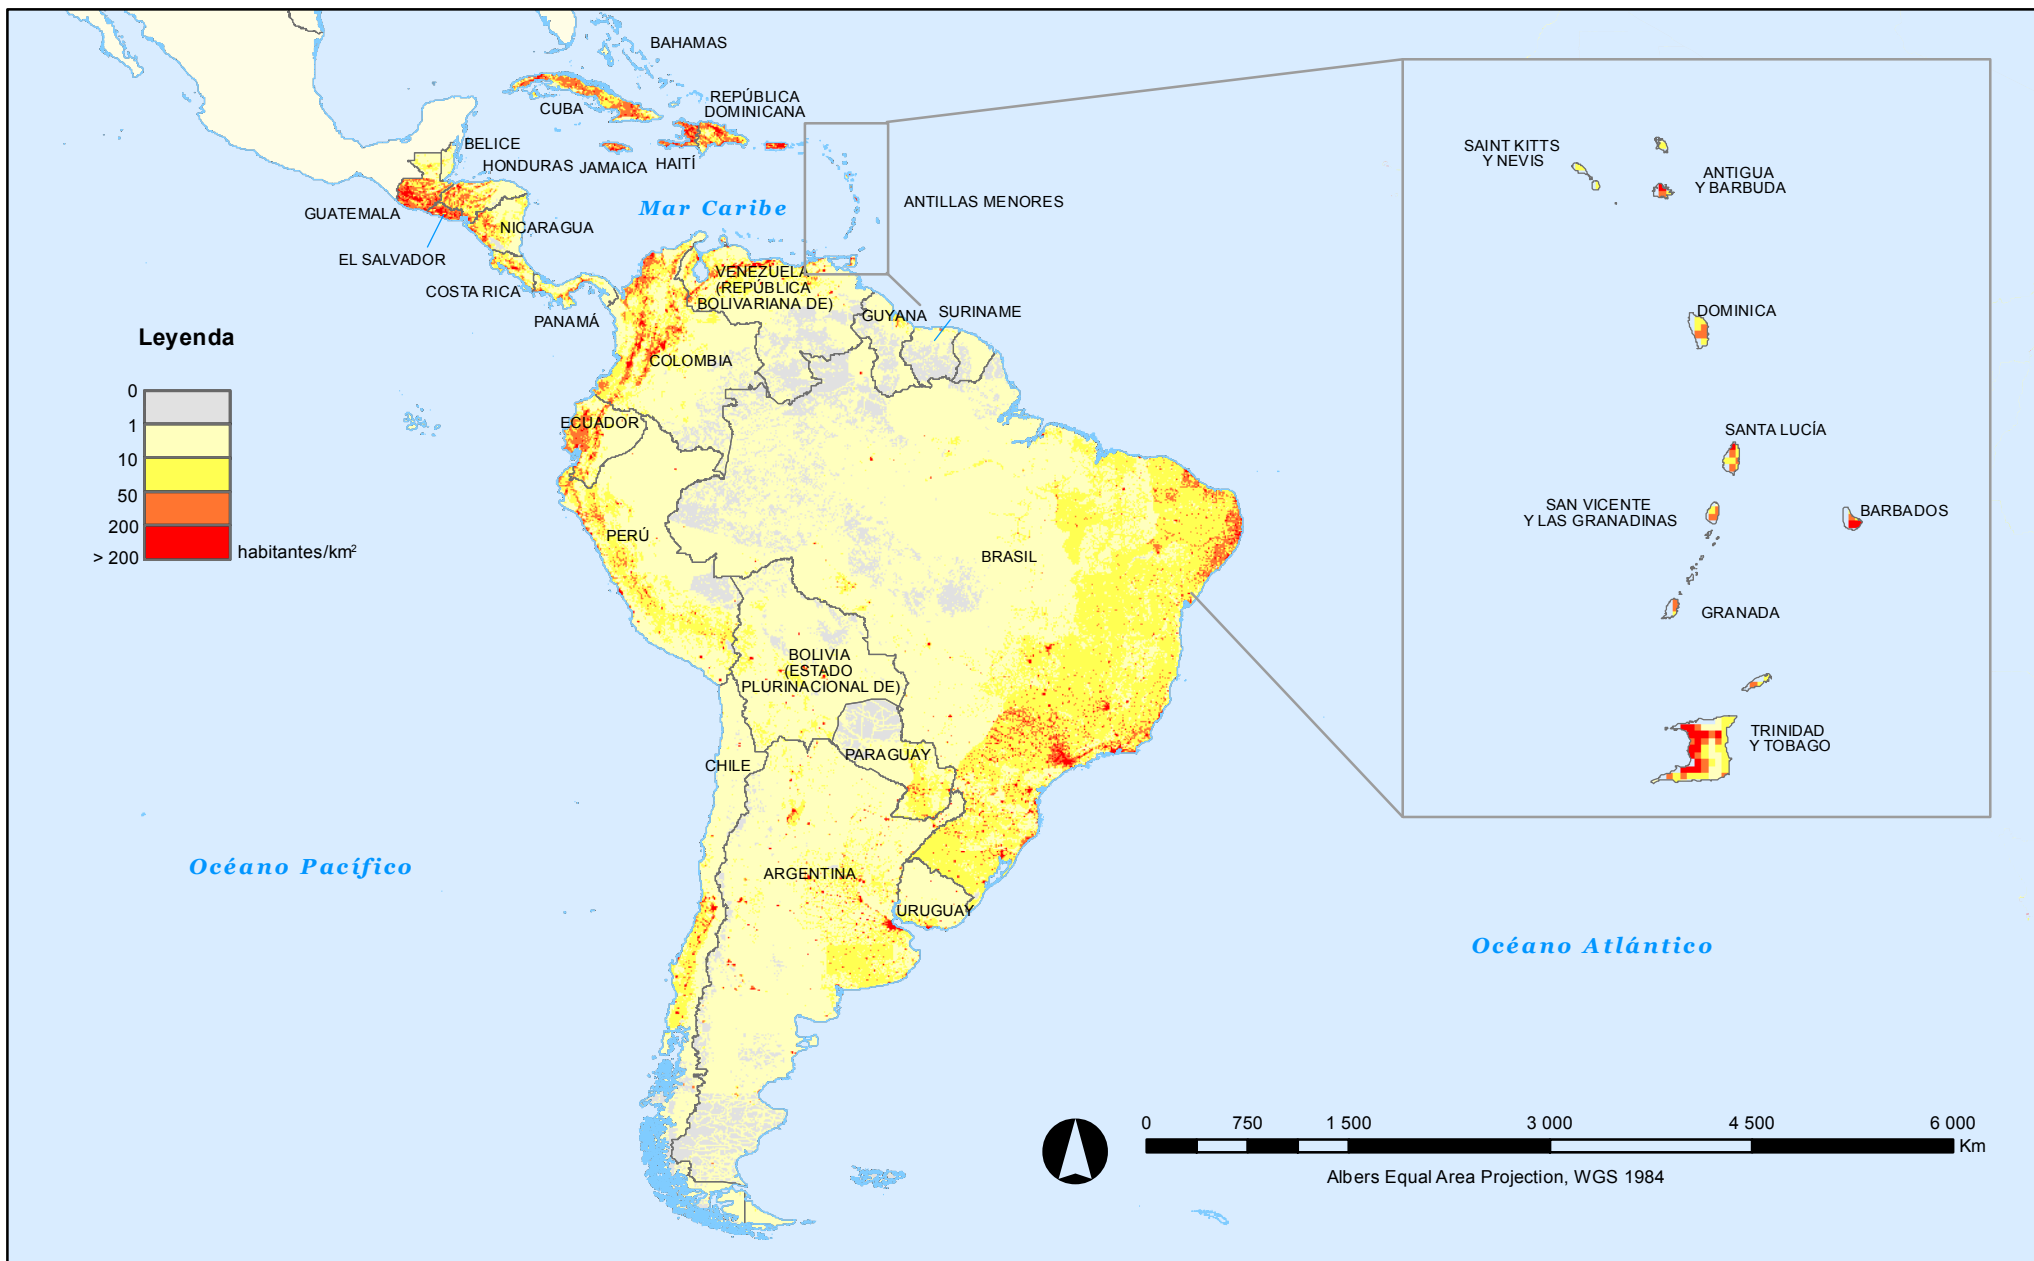 BAHAMAS
CUBA
REPÚBLICA
DOMINICANA
BELICE
HONDURAS
JAMAICA
HAITÍ
GUATEMALA
Mar Caribe
ANTILLAS MENORES
NICARAGUA
EL SALVADOR
COSTA RICA
PANAMÁ
VENEZUELA
(REPÚBLICA
BOLIVARIANA DE)
GUYANA
SURINAME
COLOMBIA
ECUADOR
PERÚ
BRASIL
BOLIVIA
(ESTADO
PLURINACIONAL DE)
PARAGUAY
CHILE
ARGENTINA
URUGUAY
Océano Pacífico
Océano Atlántico
Leyenda
0
1
10
50
200
> 200
habitantes/km²
SAINT KITTS
Y NEVIS
ANTIGUA
Y BARBUDA
DOMINICA
SANTA LUCÍA
SAN VICENTE
Y LAS GRANADINAS
BARBADOS
GRANADA
TRINIDAD
Y TOBAGO
0 750 1 500 3 000 4 500 6 000
Km
Albers Equal Area Projection, WGS 1984